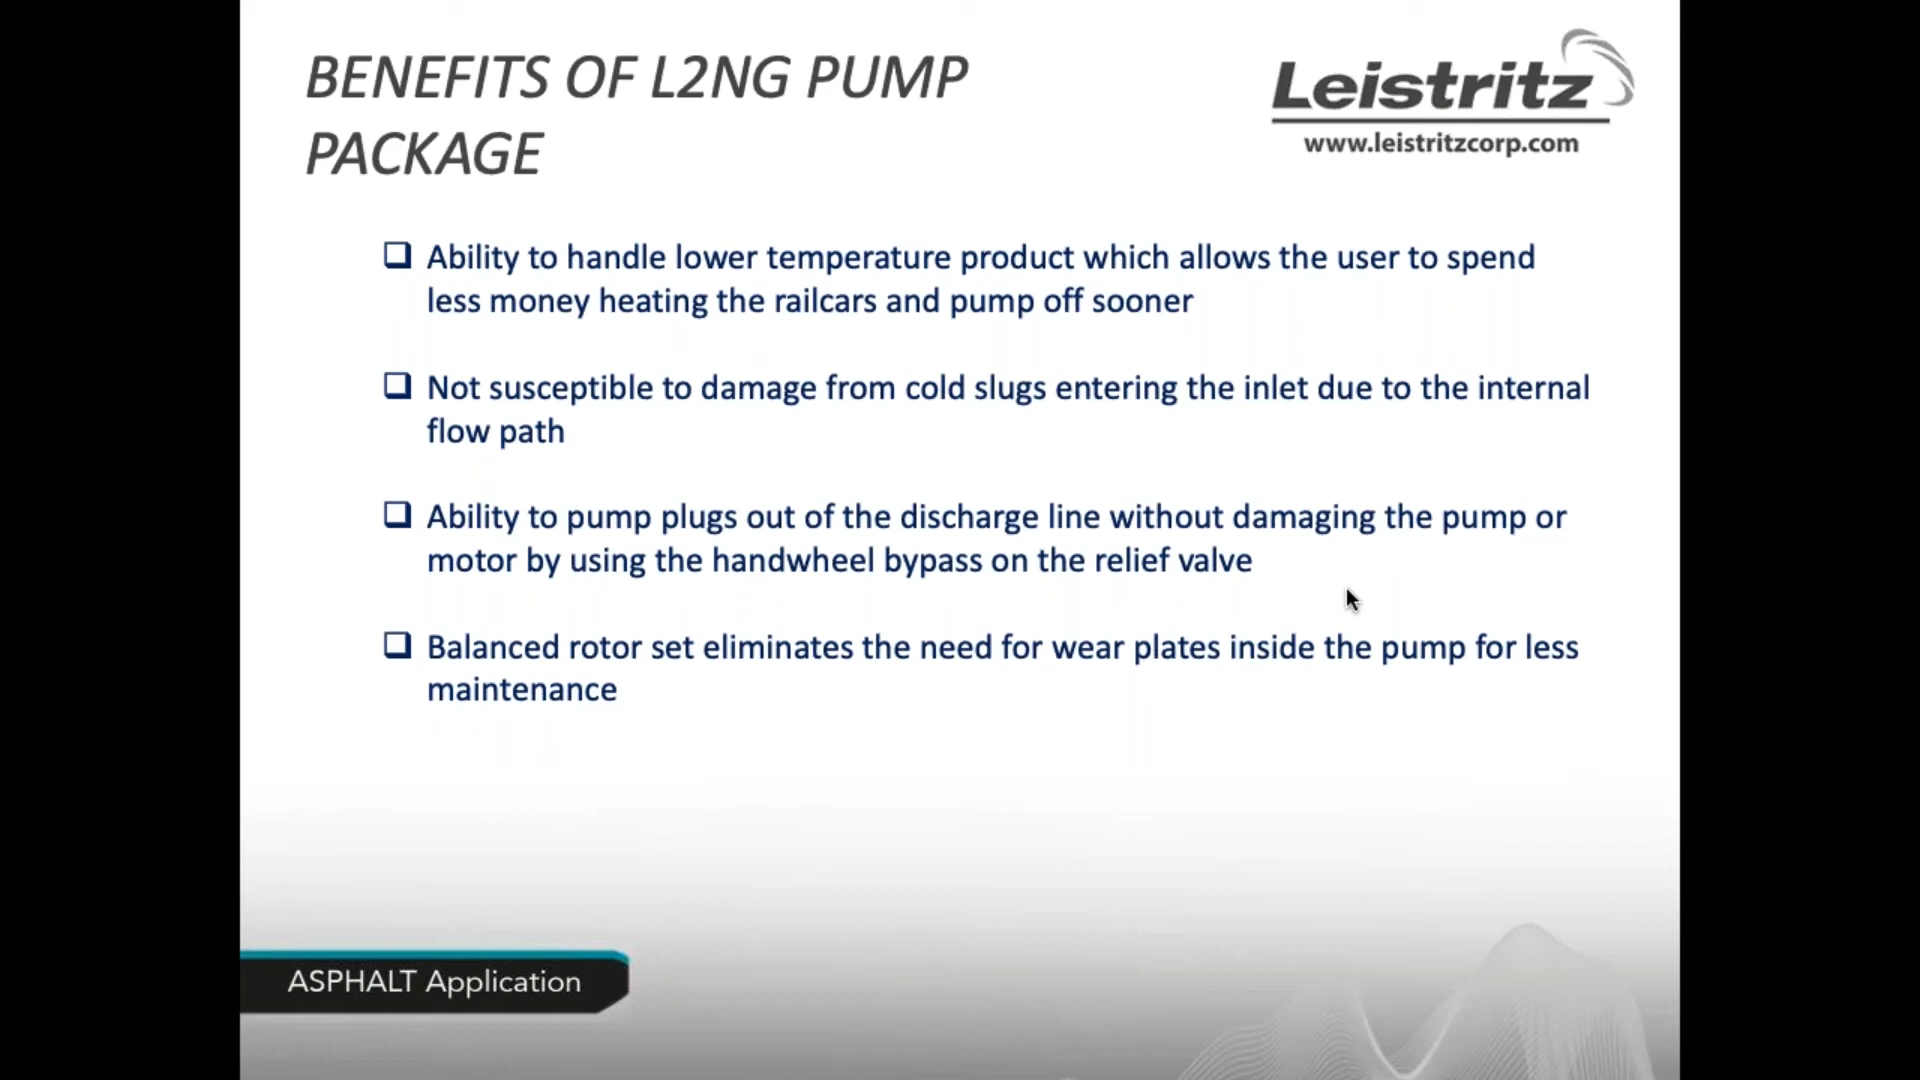 BENEFITS OF L2NG PUMP
PACKAGE
Leistritz
www.leistritzcorp.com
Ability to handle lower temperature product which allows the user to spend
less money heating the railcars and pump off sooner
Not susceptible to damage from cold slugs entering the inlet due to the internal
flow path
Ability to pump plugs out of the discharge line without damaging the pump or
motor by using the handwheel bypass on the relief valve
Balanced rotor set eliminates the need for wear plates inside the pump for less
maintenance
ASPHALT Application